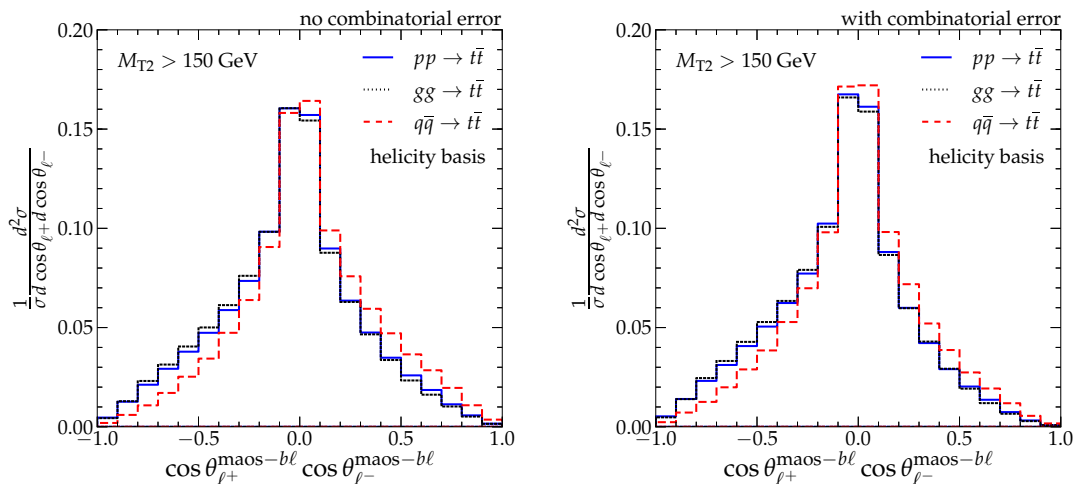 no combinatorial error
0.20
M_T2 > 150 GeV
pp → tt̄
gg → tt̄
qq̄ → tt̄
helicity basis
0.15
0.10
0.05
0.00
1/σ d²σ/d cos θ_ℓ+ d cos θ_ℓ−
−1.0 −0.5 0.0 0.5 1.0
cos θ_ℓ+^maos−bℓ cos θ_ℓ−^maos−bℓ
with combinatorial error
0.20
M_T2 > 150 GeV
pp → tt̄
gg → tt̄
qq̄ → tt̄
helicity basis
0.15
0.10
0.05
0.00
1/σ d²σ/d cos θ_ℓ+ d cos θ_ℓ−
−1.0 −0.5 0.0 0.5 1.0
cos θ_ℓ+^maos−bℓ cos θ_ℓ−^maos−bℓ